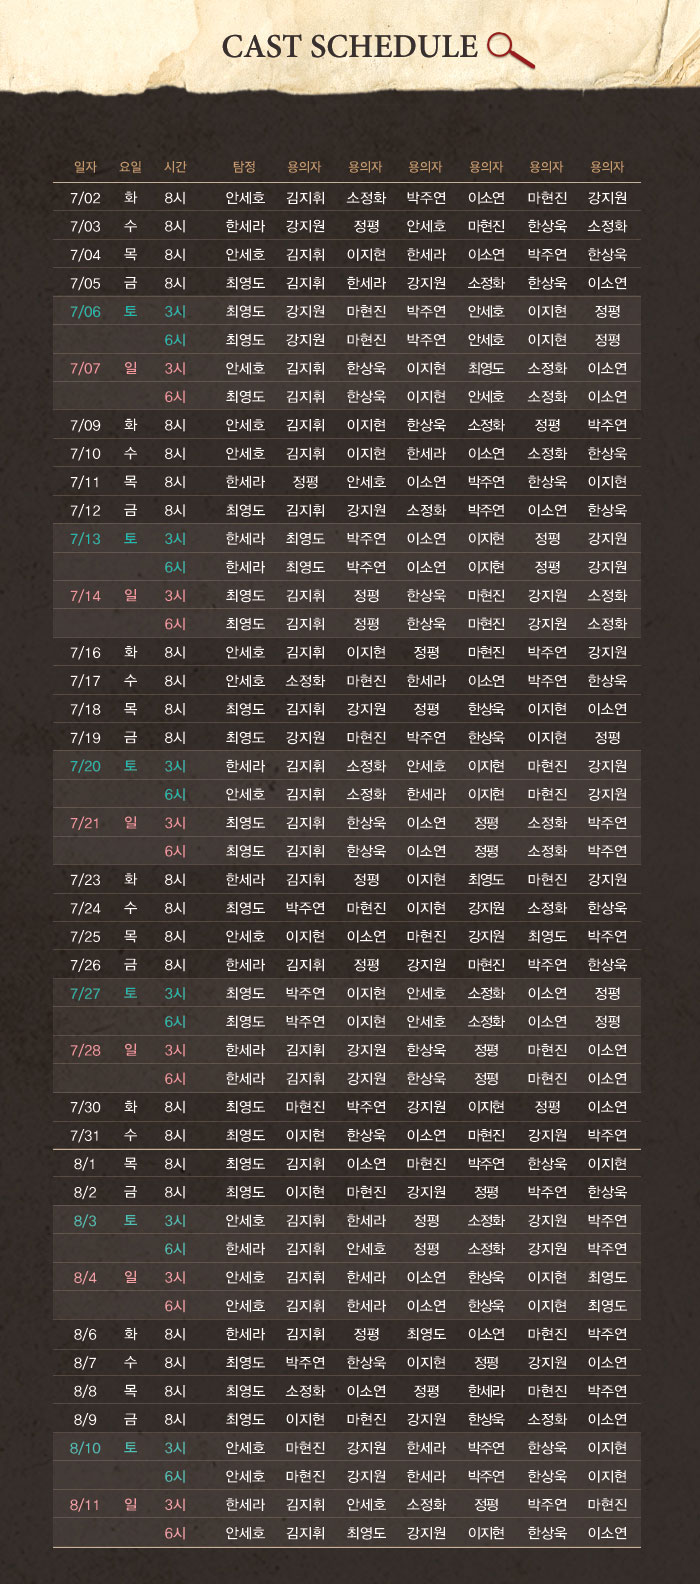 CAST SCHEDULE
일자 요일 시간 탐정 용의자 용의자 용의자 용의자 용의자 용의자
7/02 화 8시 안세호 김지휘 소정화 박주연 이소연 마현진 강지원
7/03 수 8시 한세라 강지원 정평 안세호 마현진 한상욱 소정화
7/04 목 8시 안세호 김지휘 이지현 한세라 이소연 박주연 한상욱
7/05 금 8시 최영도 김지휘 한세라 강지원 소정화 한상욱 이소연
7/06 토 3시 최영도 강지원 마현진 박주연 안세호 이지현 정평
6시 최영도 강지원 마현진 박주연 안세호 이지현 정평
7/07 일 3시 안세호 김지휘 한상욱 이지현 최영도 소정화 이소연
6시 최영도 김지휘 한상욱 이지현 안세호 소정화 이소연
7/09 화 8시 안세호 김지휘 이지현 한상욱 소정화 정평 박주연
7/10 수 8시 안세호 김지휘 이지현 한세라 이소연 소정화 한상욱
7/11 목 8시 한세라 정평 안세호 이소연 박주연 한상욱 이지현
7/12 금 8시 최영도 김지휘 강지원 소정화 박주연 이소연 한상욱
7/13 토 3시 한세라 최영도 박주연 이소연 이지현 정평 강지원
6시 한세라 최영도 박주연 이소연 이지현 정평 강지원
7/14 일 3시 최영도 김지휘 정평 한상욱 마현진 강지원 소정화
6시 최영도 김지휘 정평 한상욱 마현진 강지원 소정화
7/16 화 8시 안세호 김지휘 이지현 정평 마현진 박주연 강지원
7/17 수 8시 안세호 소정화 마현진 한세라 이소연 박주연 한상욱
7/18 목 8시 최영도 김지휘 강지원 정평 한상욱 이지현 이소연
7/19 금 8시 최영도 강지원 마현진 박주연 한상욱 이지현 정평
7/20 토 3시 한세라 김지휘 소정화 안세호 이지현 마현진 강지원
6시 안세호 김지휘 소정화 한세라 이지현 마현진 강지원
7/21 일 3시 최영도 김지휘 한상욱 이소연 정평 소정화 박주연
6시 최영도 김지휘 한상욱 이소연 정평 소정화 박주연
7/23 화 8시 한세라 김지휘 정평 이지현 최영도 마현진 강지원
7/24 수 8시 최영도 박주연 마현진 이지현 강지원 소정화 한상욱
7/25 목 8시 안세호 이지현 이소연 마현진 강지원 최영도 박주연
7/26 금 8시 한세라 김지휘 정평 강지원 마현진 박주연 한상욱
7/27 토 3시 최영도 박주연 이지현 안세호 소정화 이소연 정평
6시 최영도 박주연 이지현 안세호 소정화 이소연 정평
7/28 일 3시 한세라 김지휘 강지원 한상욱 정평 마현진 이소연
6시 한세라 김지휘 강지원 한상욱 정평 마현진 이소연
7/30 화 8시 최영도 마현진 박주연 강지원 이지현 정평 이소연
7/31 수 8시 최영도 이지현 한상욱 이소연 마현진 강지원 박주연
8/1 목 8시 최영도 김지휘 이소연 마현진 박주연 한상욱 이지현
8/2 금 8시 최영도 이지현 마현진 강지원 정평 박주연 한상욱
8/3 토 3시 안세호 김지휘 한세라 정평 소정화 강지원 박주연
6시 한세라 김지휘 안세호 정평 소정화 강지원 박주연
8/4 일 3시 안세호 김지휘 한세라 이소연 한상욱 이지현 최영도
6시 안세호 김지휘 한세라 이소연 한상욱 이지현 최영도
8/6 화 8시 한세라 김지휘 정평 최영도 이소연 마현진 박주연
8/7 수 8시 최영도 박주연 한상욱 이지현 정평 강지원 이소연
8/8 목 8시 최영도 소정화 이소연 정평 한세라 마현진 박주연
8/9 금 8시 최영도 이지현 마현진 강지원 한상욱 소정화 이소연
8/10 토 3시 안세호 마현진 강지원 한세라 박주연 한상욱 이지현
6시 안세호 마현진 강지원 한세라 박주연 한상욱 이지현
8/11 일 3시 한세라 김지휘 안세호 소정화 정평 박주연 마현진
6시 안세호 김지휘 최영도 강지원 이지현 한상욱 이소연